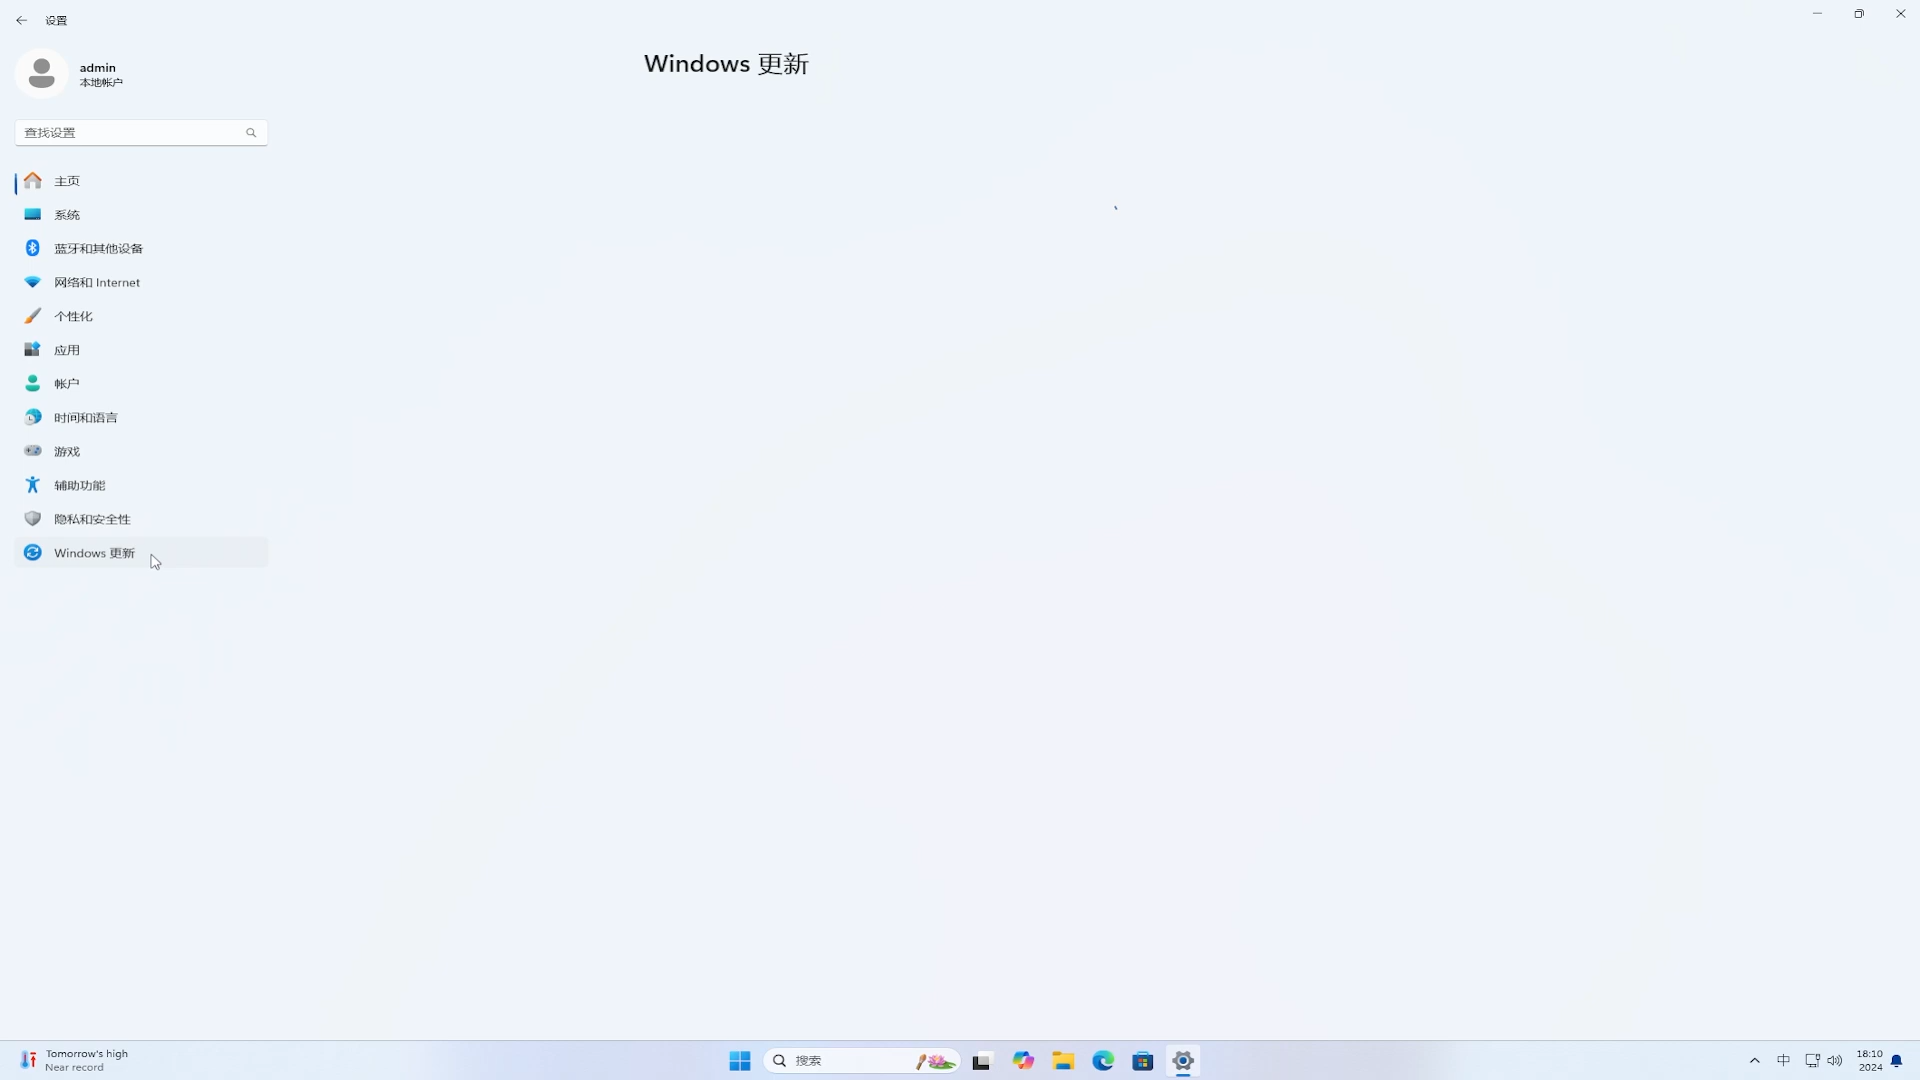 设置
admin
本地帐户
查找设置
Windows 更新
主页
系统
蓝牙和其他设备
网络和 Internet
个性化
应用
帐户
时间和语言
游戏
辅助功能
隐私和安全性
Windows 更新
Tomorrow's high
Near record
搜索
中
18:10
2024